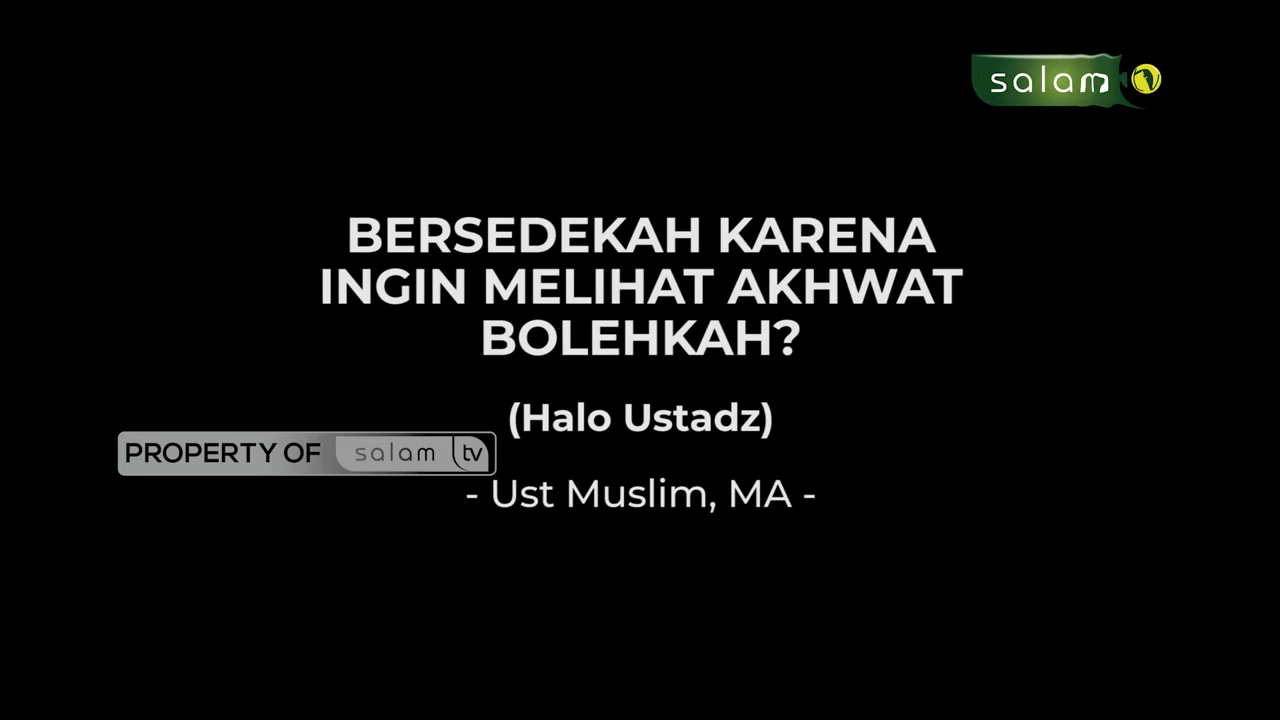 salam
BERSEDEKAH KARENA
INGIN MELIHAT AKHWAT
BOLEHKAH?
(Halo Ustadz)
PROPERTY OF salam tv
- Ust Muslim, MA -